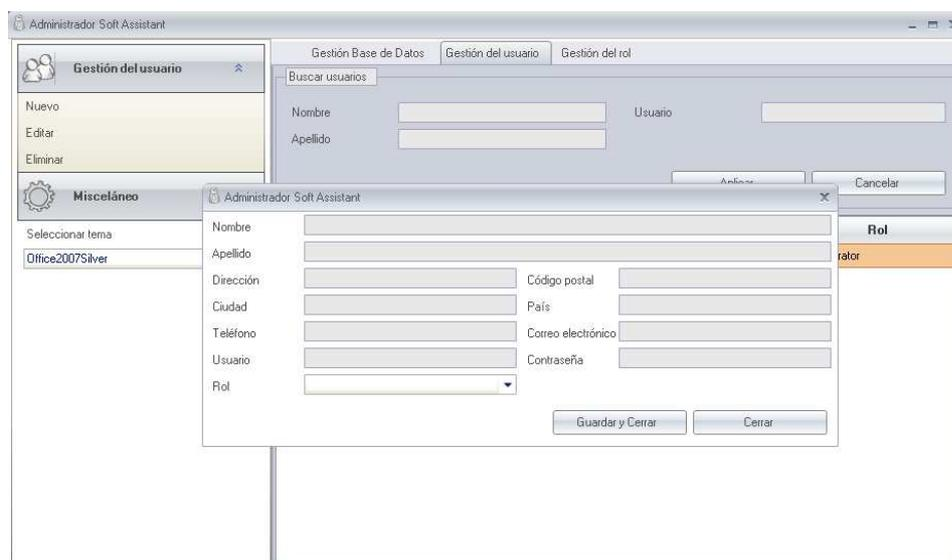 Administrador Soft Assistant
Gestión del usuario
Nuevo
Editar
Eliminar
Misceláneo
Seleccionar tema
Office2007Silver
Gestión Base de Datos Gestión del usuario Gestión del rol
Buscar usuarios
Nombre Usuario
Apellido
Cancelar
Rol
rator
Administrador Soft Assistant
Nombre
Apellido
Dirección Código postal
Ciudad País
Teléfono Correo electrónico
Usuario Contraseña
Rol
Guardar y Cerrar Cerrar